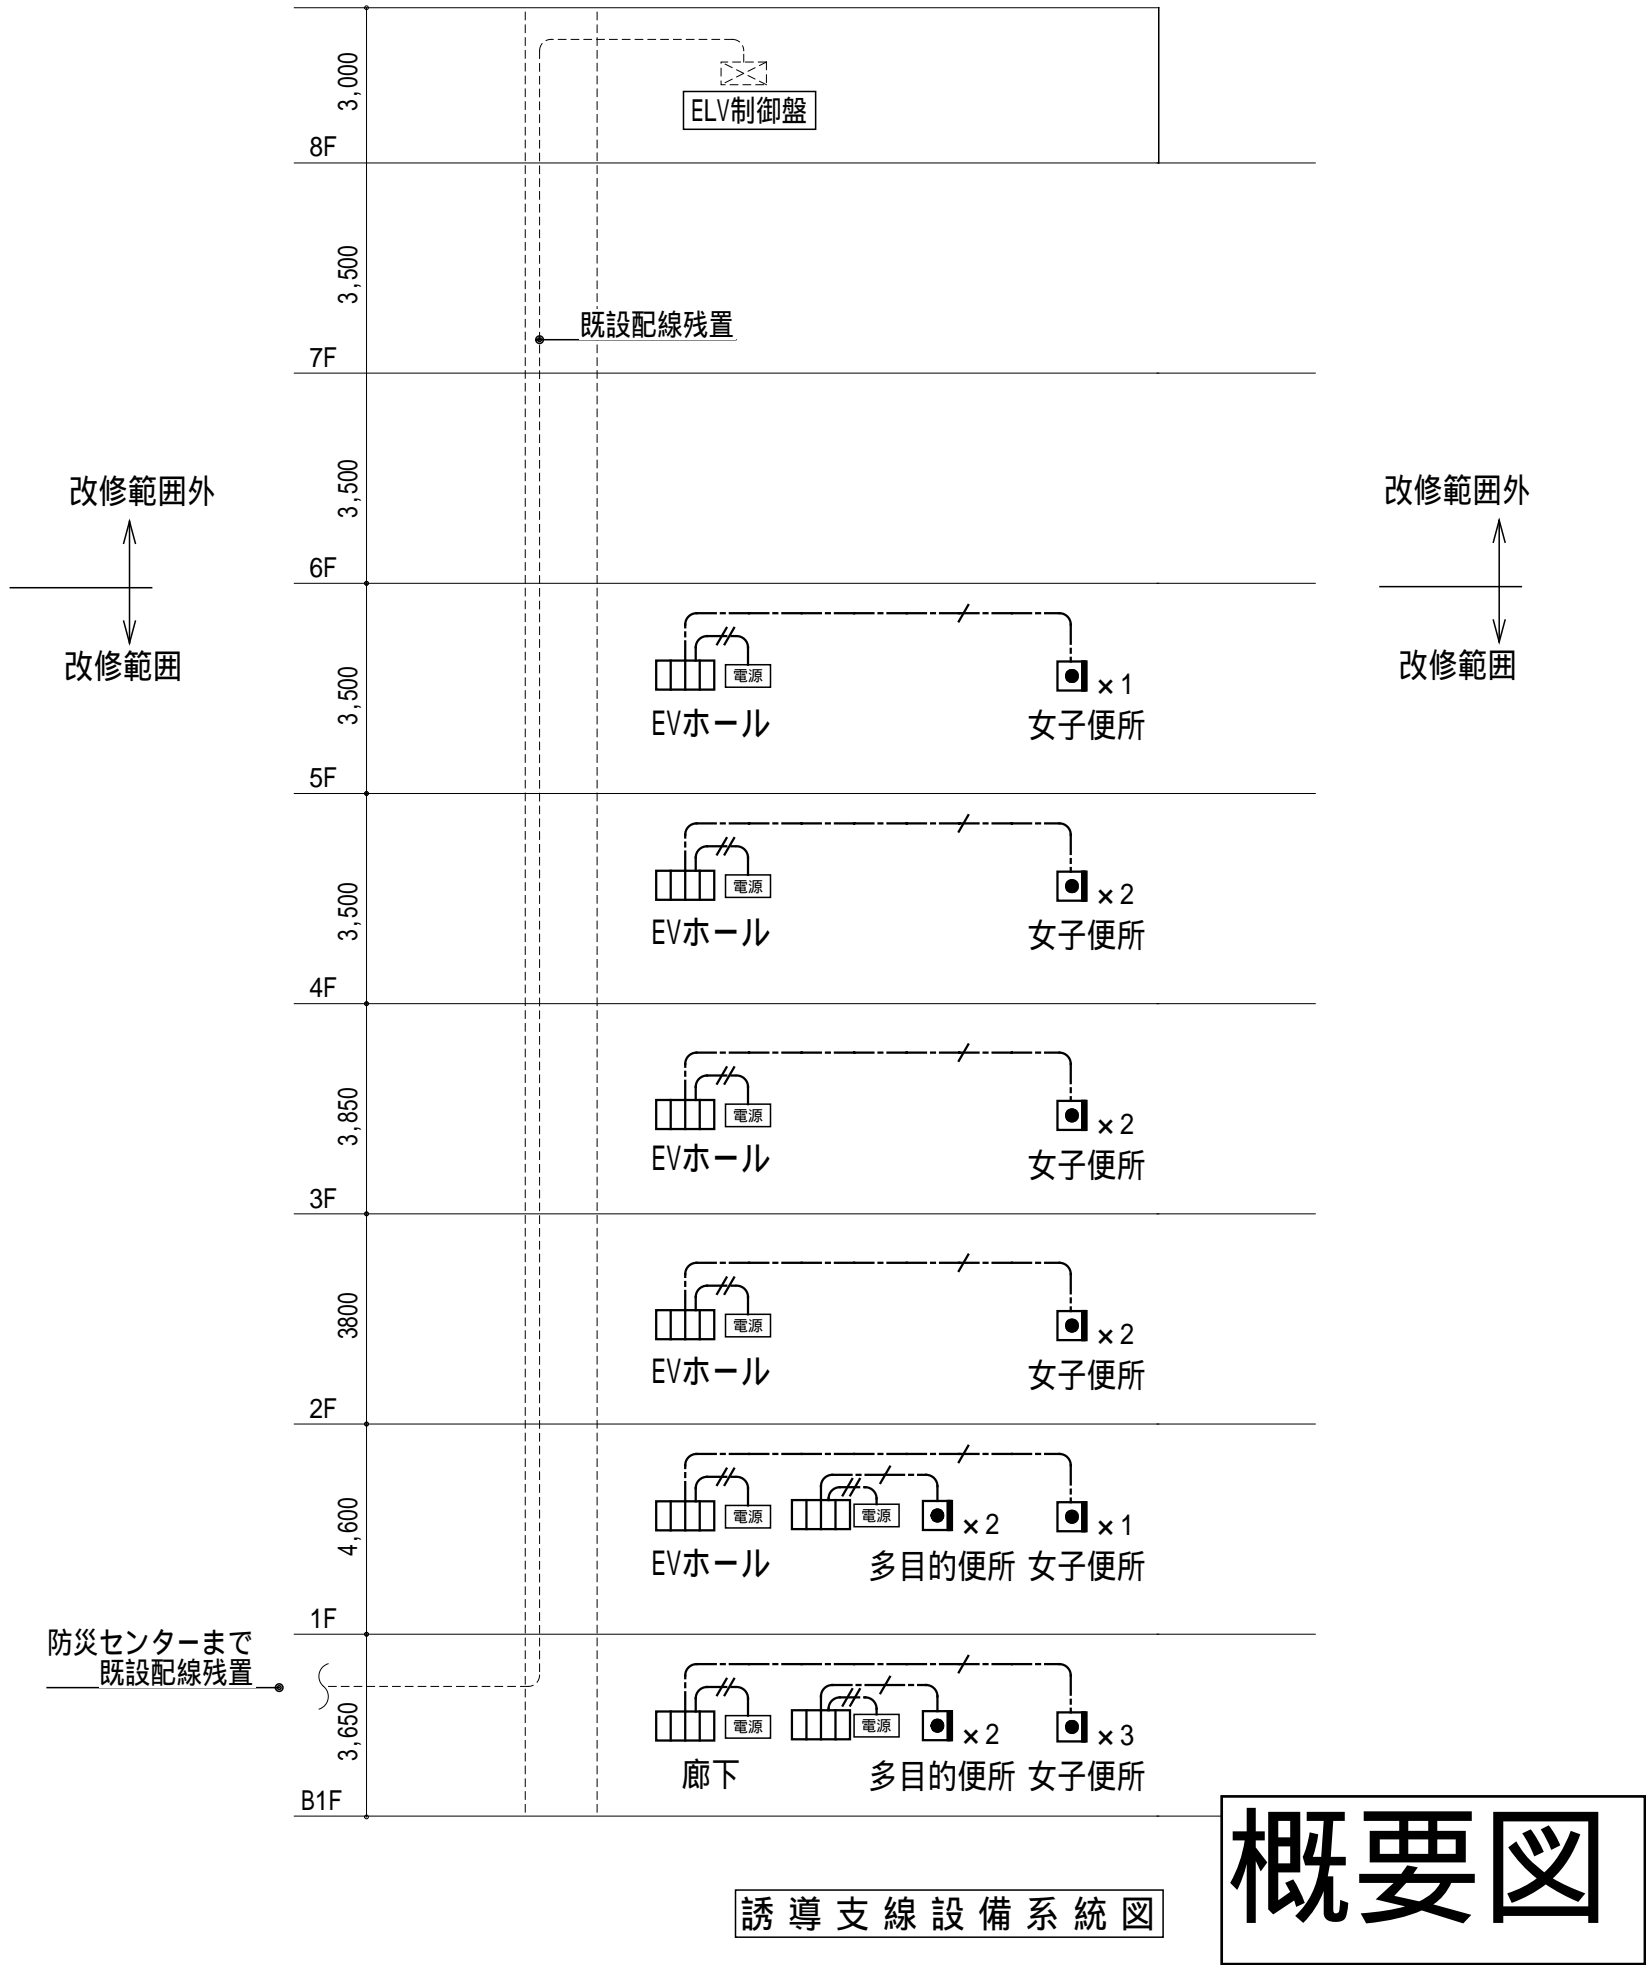 3,000
ELV制御盤
8F
3,500
既設配線残置
7F
改修範囲外
3,500
改修範囲外
6F
改修範囲
3,500
電源
×1
改修範囲
EVホール
女子便所
5F
3,500
電源
×2
EVホール
女子便所
4F
3,850
電源
×2
EVホール
女子便所
3F
3800
電源
×2
EVホール
女子便所
2F
4,600
電源
電源
×2
×1
EVホール
多目的便所
女子便所
1F
防災センターまで
既設配線残置
3,650
電源
電源
×2
×3
廊下
多目的便所
女子便所
B1F
概要図
誘導支線設備系統図